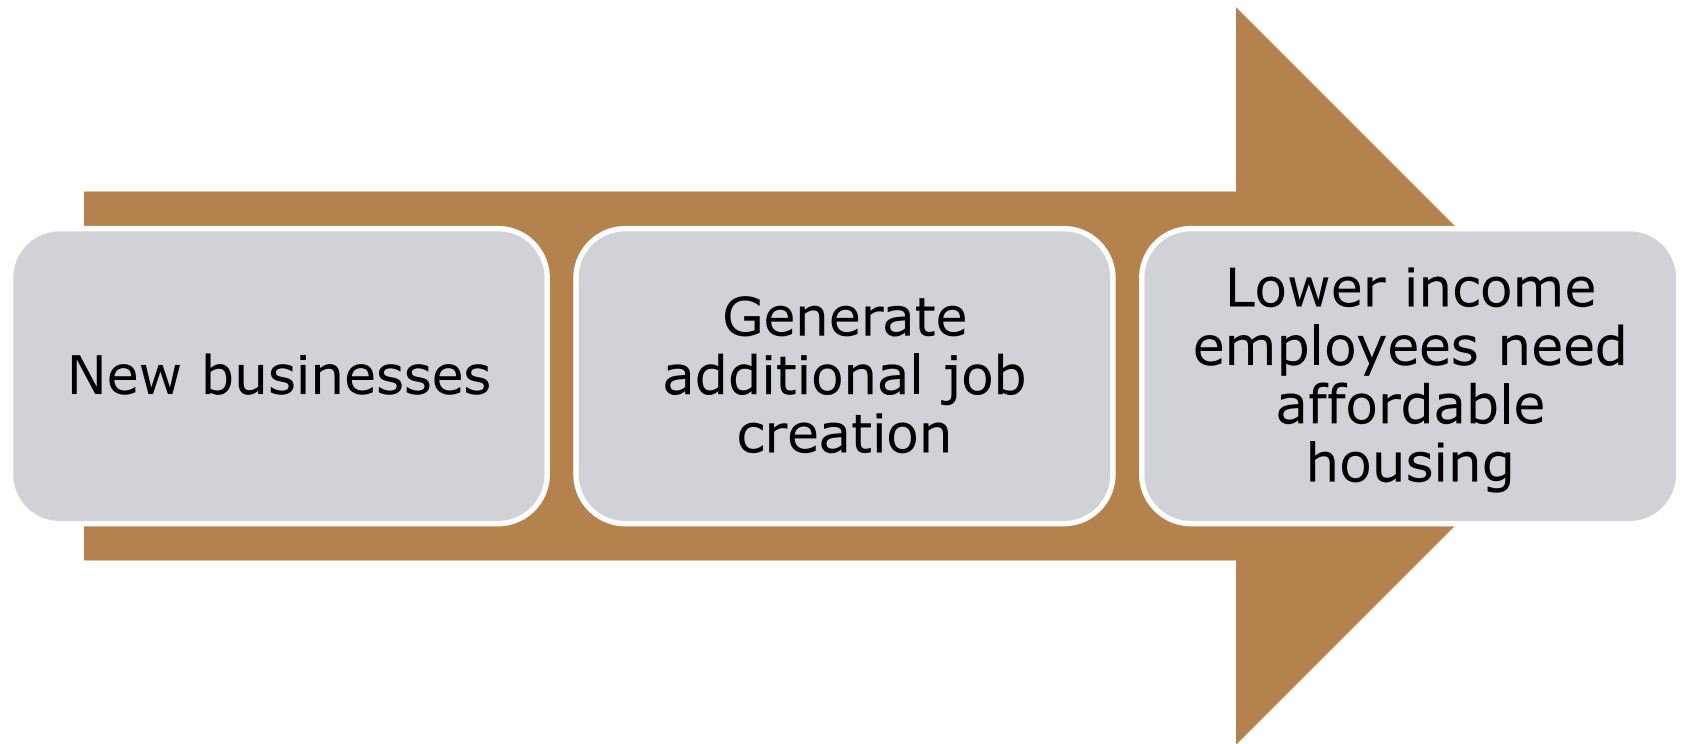 New businesses
Generate
additional job
creation
Lower income
employees need
affordable
housing